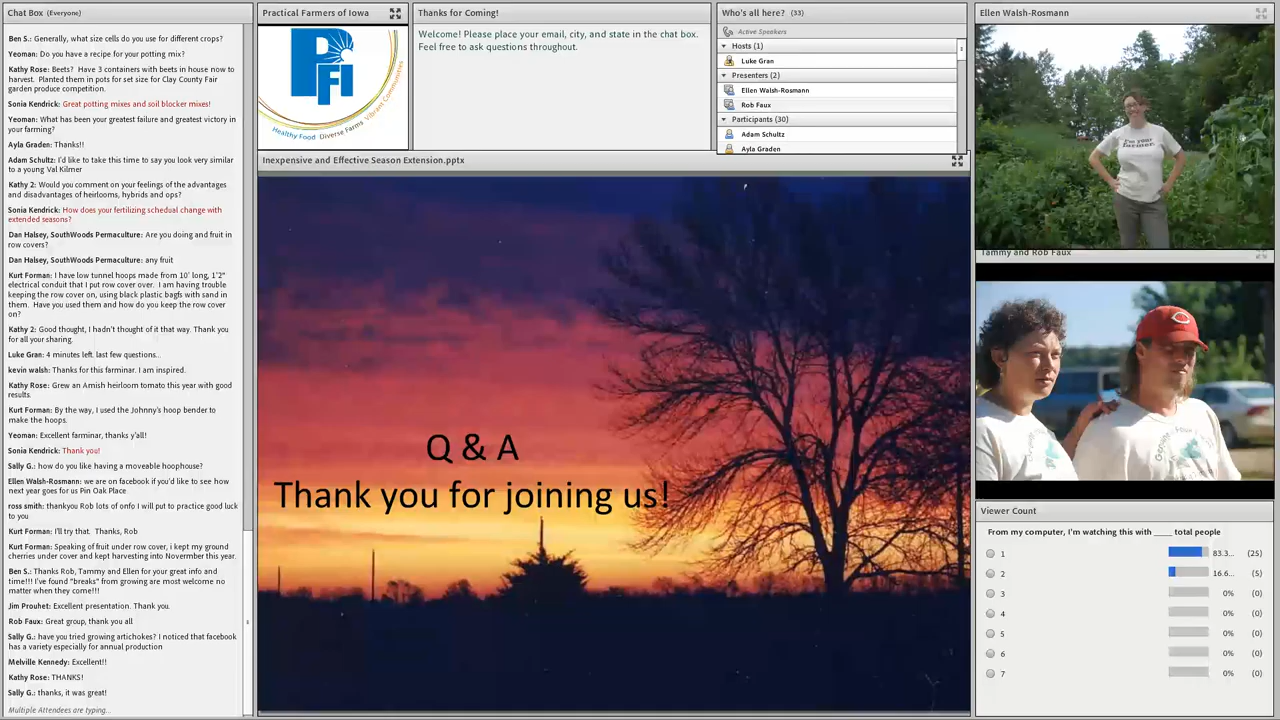 Chat Box (Everyone)
Ben S.: Generally, what size cells do you use for different crops?
Yeoman: Do you have a recipe for your potting mix?
Kathy Rose: Beets? Have 3 containers with beets in house now to
harvest. Planted them in pots for set size for Clay County Fair
garden produce competition.
Sonia Kendrick: Great potting mixes and soil blocker mixes!
Yeoman: What has been your greatest failure and greatest victory in
your farming?
Ayla Graden: Thanks!!
Adam Schultz: I'd like to take this time to say you look very similar
to a young Val Kilmer
Kathy 2: Would you comment on your feelings of the advantages
and disadvantages of heirlooms, hybrids and ops?
Sonia Kendrick: How does your fertilizing schedual change with
extended seasons?
Dan Halsey, SouthWoods Permaculture: Are you doing and fruit in
row covers?
Dan Halsey, SouthWoods Permaculture: any fruit
Kurt Forman: I have low tunnel hoops made from 10' long, 1'2"
electrical conduit that I put row cover over. I am having trouble
keeping the row cover on, using black plastic bagfs with sand in
them. Have you used them and how do you keep the row cover
on?
Kathy 2: Good thought, I hadn't thought of it that way. Thank you
for all your sharing.
Luke Gran: 4 minutes left. last few questions...
kevin walsh: Thanks for this farminar. I am inspired.
Kathy Rose: Grew an Amish heirloom tomato this year with good
results.
Kurt Forman: By the way, I used the Johnny's hoop bender to
make the hoops.
Yeoman: Excellent farminar, thanks y'all!
Sonia Kendrick: Thank you!
Sally G.: how do you like having a moveable hoophouse?
Ellen Walsh-Rosmann: we are on facebook if you'd like to see how
next year goes for us Pin Oak Place
ross smith: thankyou Rob lots of onfo I will put to practice good luck
to you
Kurt Forman: I'll try that. Thanks, Rob
Kurt Forman: Speaking of fruit under row cover, i kept my ground
cherries under cover and kept harvesting into Novermber this year.
Ben S.: Thanks Rob, Tammy and Ellen for your great info and
time!!! I've found "breaks" from growing are most welcome no
matter when they come!!!
Jim Prouhet: Excellent presentation. Thank you.
Rob Faux: Great group, thank you all
Sally G.: have you tried growing artichokes? I noticed that facebook
has a variety especially for annual production
Melville Kennedy: Excellent!!
Kathy Rose: THANKS!
Sally G.: thanks, it was great!
Multiple Attendees are typing...
Practical Farmers of Iowa
PFI
Healthy Food Diverse Farms Vibrant Communities
Thanks for Coming!
Welcome! Please place your email, city, and state in the chat box.
Feel free to ask questions throughout.
Who's all here? (33)
Active Speakers
Hosts (1)
Luke Gran
Presenters (2)
Ellen Walsh-Rosmann
Rob Faux
Participants (30)
Adam Schultz
Ayla Graden
Inexpensive and Effective Season Extension.pptx
Q & A
Thank you for joining us!
Ellen Walsh-Rosmann
Tammy and Rob Faux
Viewer Count
From my computer, I'm watching this with ____ total people
1 83.3... (25)
2 16.6... (5)
3 0% (0)
4 0% (0)
5 0% (0)
6 0% (0)
7 0% (0)